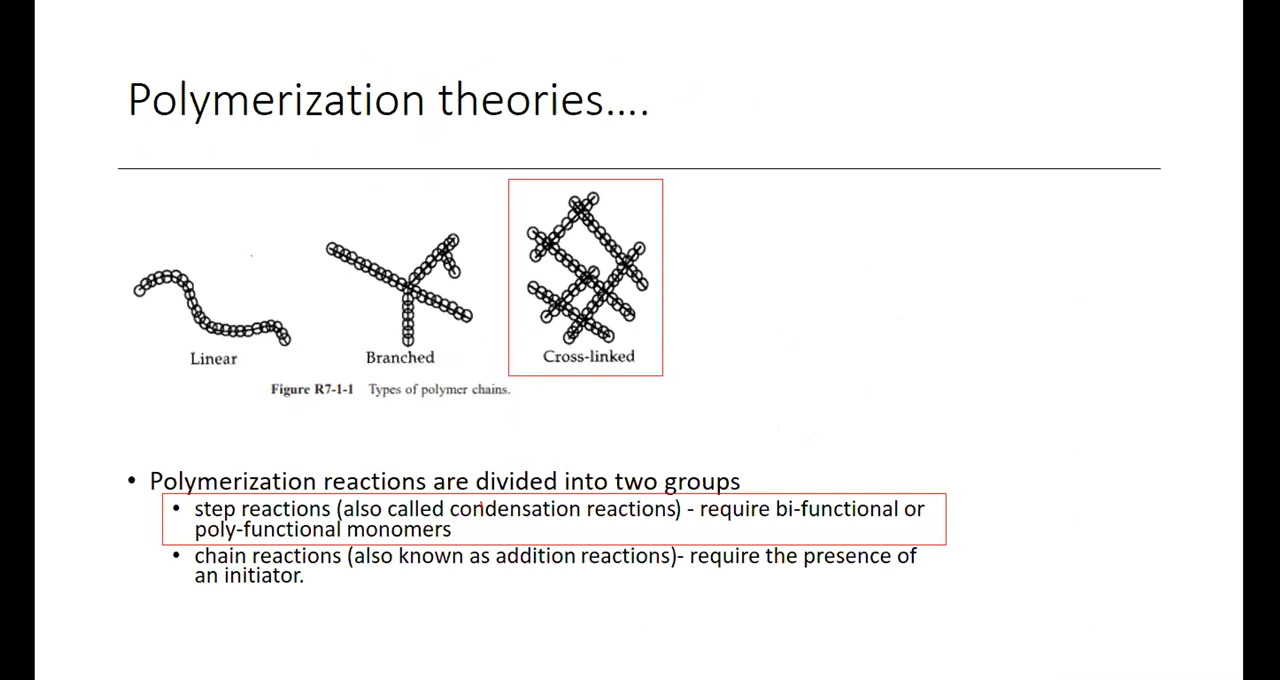 Polymerization theories....
Linear
Branched
Cross-linked
Figure R7-1-1 Types of polymer chains.
• Polymerization reactions are divided into two groups
• step reactions (also called condensation reactions) - require bi-functional or
poly-functional monomers
• chain reactions (also known as addition reactions)- require the presence of
an initiator.